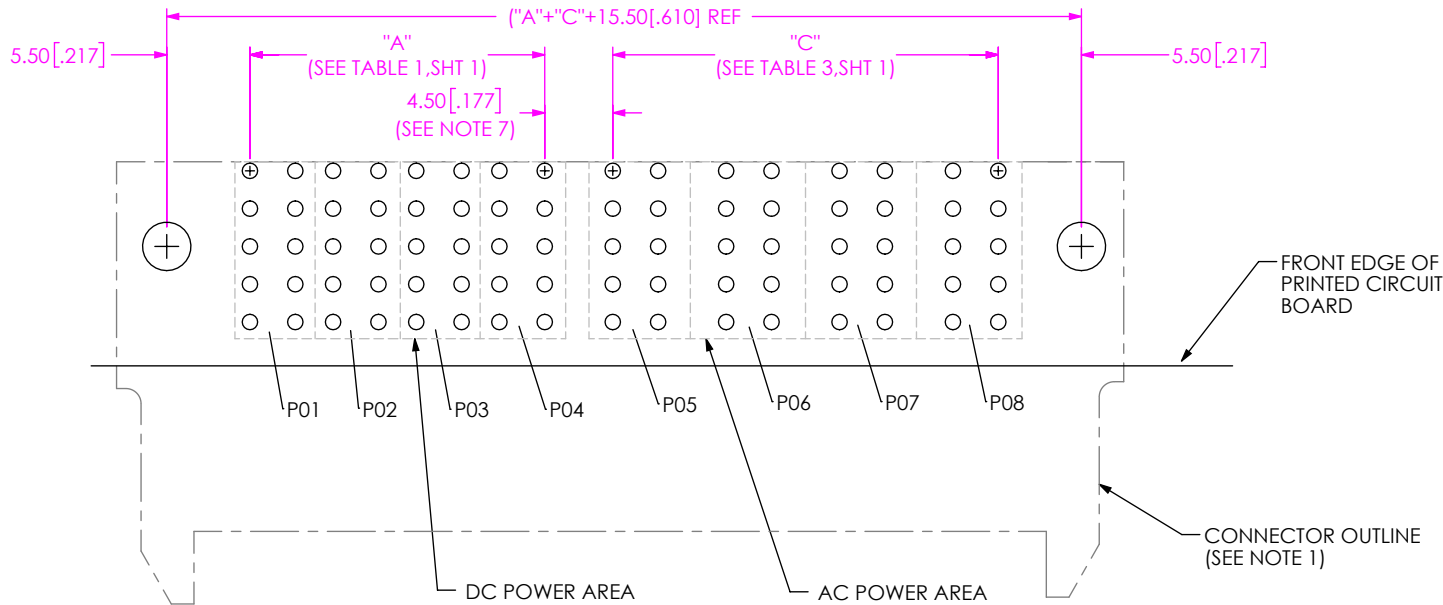 ("A"+"C"+15.50[.610] REF
5.50[.217]
"A"
(SEE TABLE 1,SHT 1)
"C"
(SEE TABLE 3,SHT 1)
5.50[.217]
4.50[.177]
(SEE NOTE 7)
FRONT EDGE OF
PRINTED CIRCUIT
BOARD
P01
P02
P03
P04
P05
P06
P07
P08
CONNECTOR OUTLINE
(SEE NOTE 1)
DC POWER AREA
AC POWER AREA